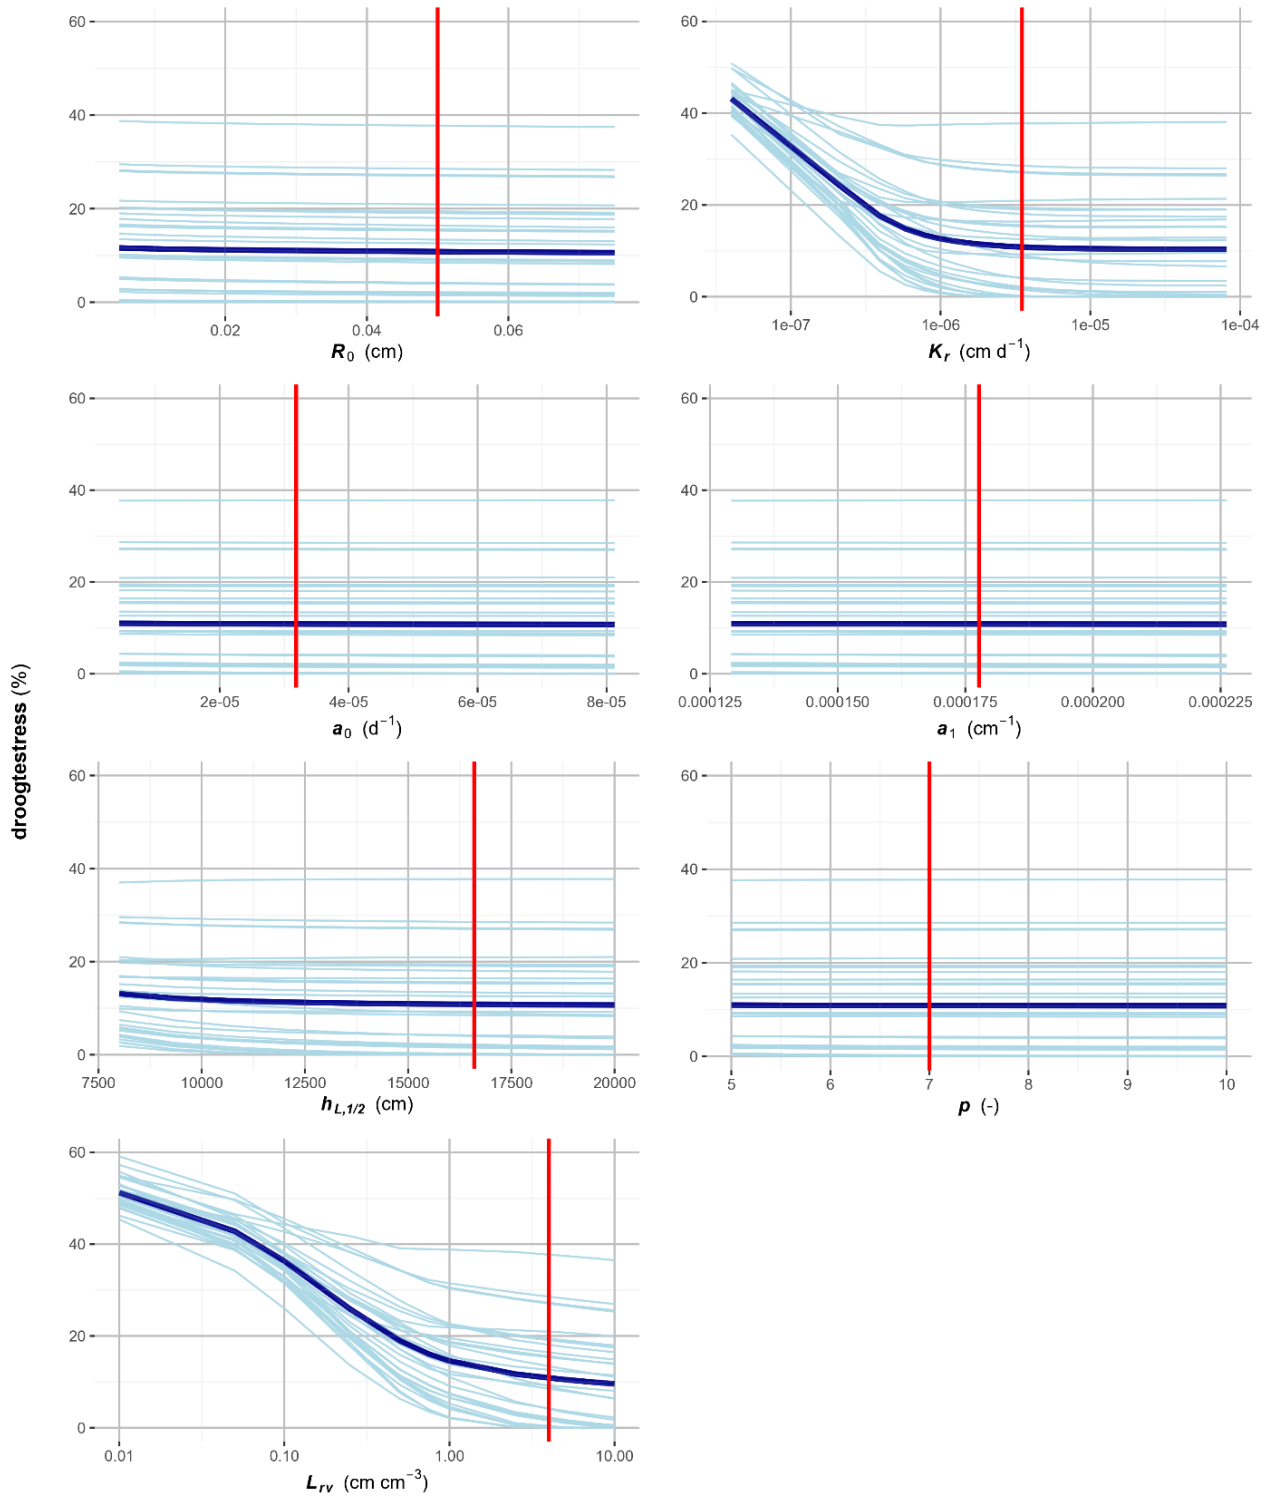 droogtestress (%)
60
40
20
0
0.02 0.04 0.06
R0 (cm)
60
40
20
0
1e-07 1e-06 1e-05 1e-04
Kr (cm d−1)
60
40
20
0
2e-05 4e-05 6e-05 8e-05
a0 (d−1)
60
40
20
0
0.000125 0.000150 0.000175 0.000200 0.000225
a1 (cm−1)
60
40
20
0
7500 10000 12500 15000 17500 20000
hL,1/2 (cm)
60
40
20
0
5 6 7 8 9 10
p (-)
60
40
20
0
0.01 0.10 1.00 10.00
Lrv (cm cm−3)